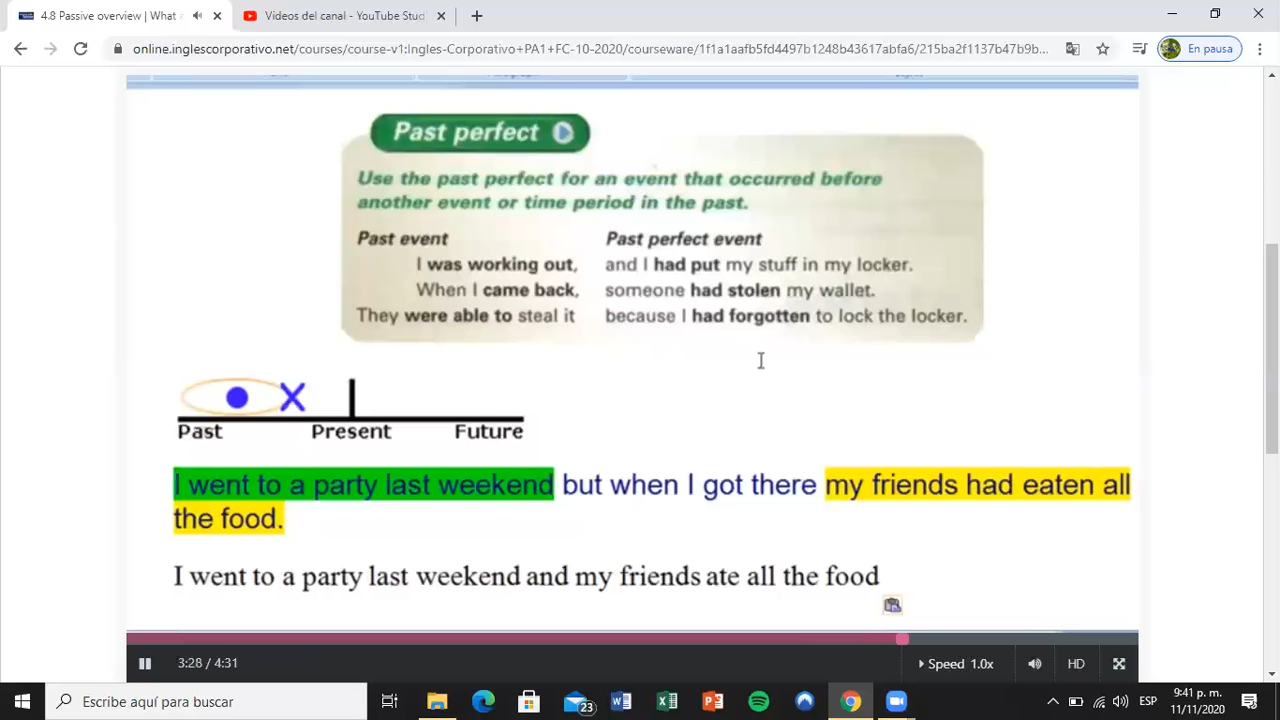 4.8 Passive overview | What
Videos del canal - YouTube Stud
online.inglescorporativo.net/courses/course-v1:Ingles-Corporativo+PA1+FC-10-2020/courseware/1f1a1aafb5fd4497b1248b43617abfa6/215ba2f1137b47b9b...
En pausa
Past perfect
Use the past perfect for an event that occurred before
another event or time period in the past.
Past event Past perfect event
I was working out, and I had put my stuff in my locker.
When I came back, someone had stolen my wallet.
They were able to steal it because I had forgotten to lock the locker.
X
Past Present Future
I went to a party last weekend but when I got there my friends had eaten all
the food.
I went to a party last weekend and my friends ate all the food
3:28 / 4:31 Speed 1.0x HD
Escribe aquí para buscar
23
ESP
9:41 p. m.
11/11/2020